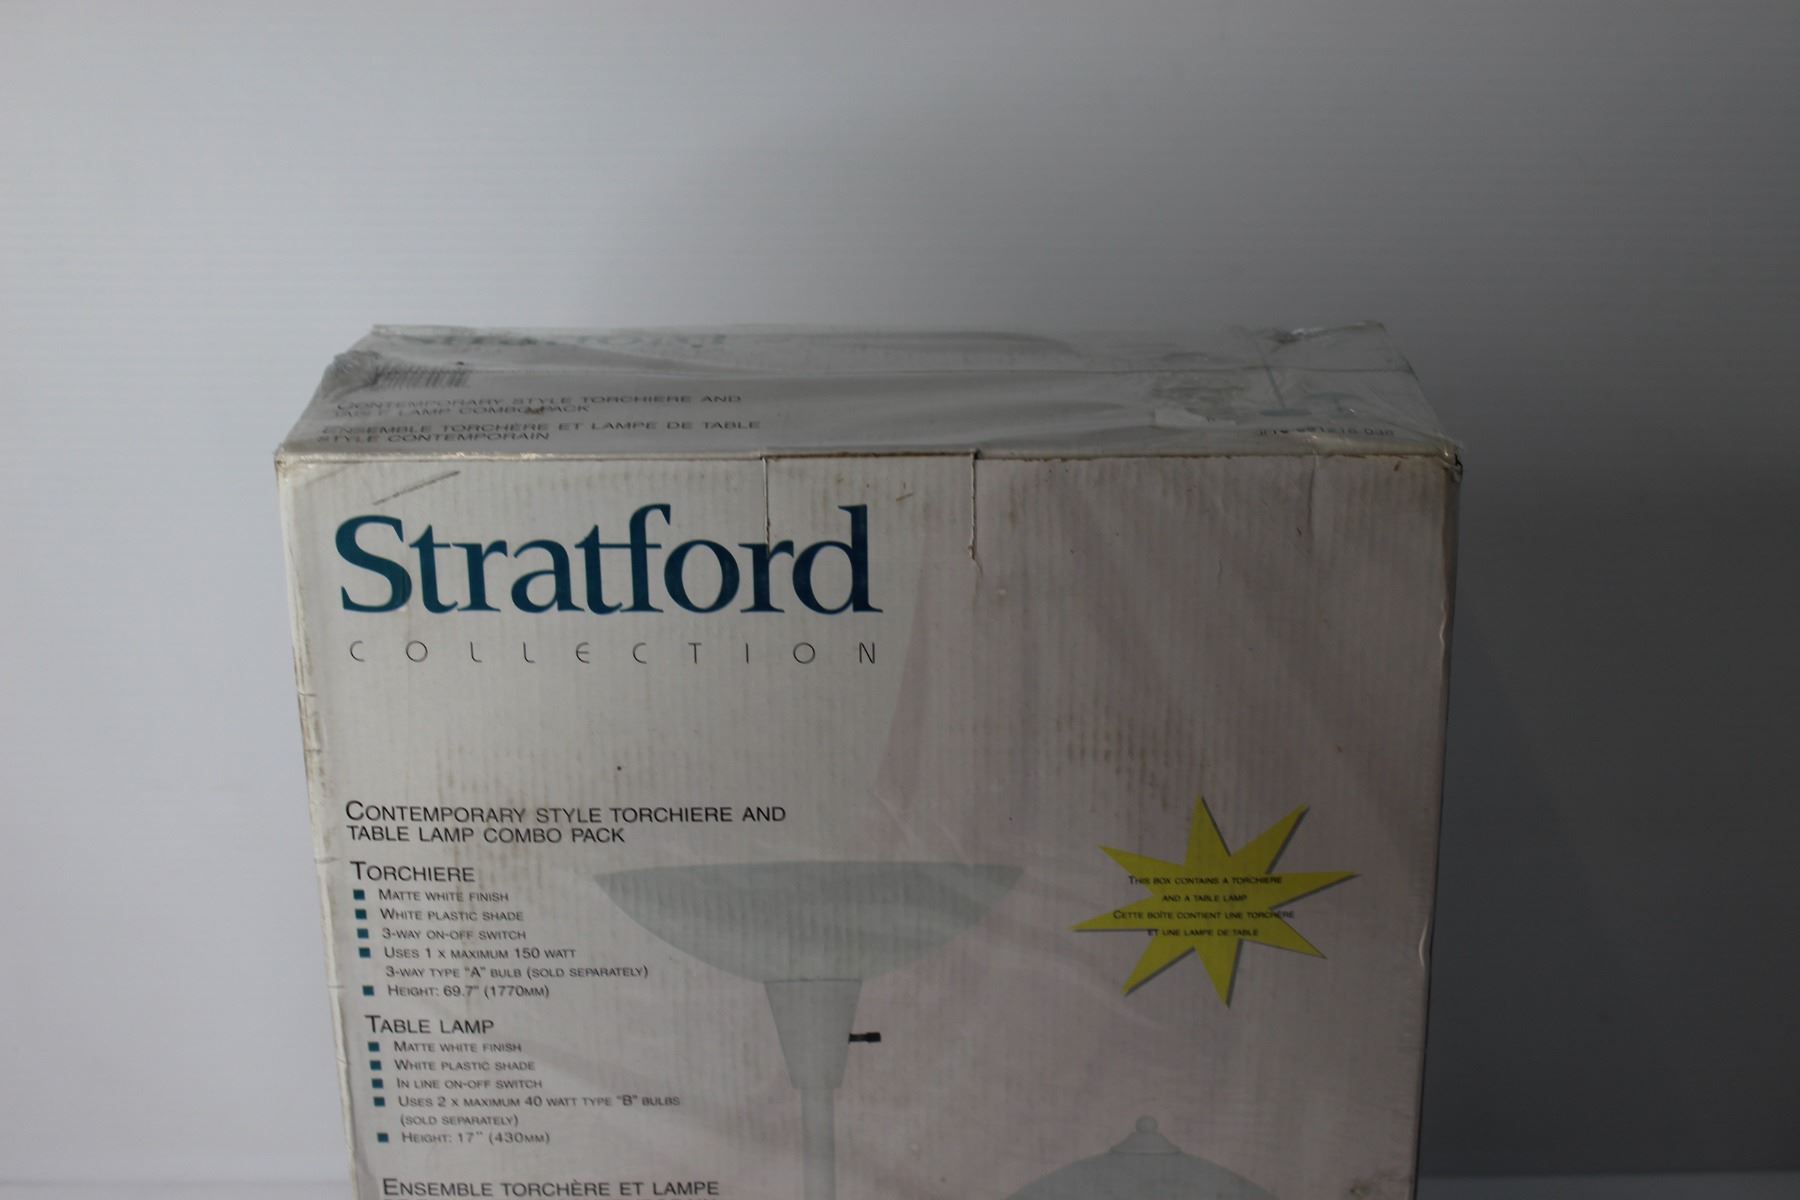 CONTEMPORARY STYLE TORCHIERE AND
TABLE LAMP COMBO PACK
ENSEMBLE TORCHÈRE ET LAMPE DE TABLE
STYLE CONTEMPORAIN
Stratford
COLLECTION
CONTEMPORARY STYLE TORCHIERE AND
TABLE LAMP COMBO PACK
TORCHIERE
■ MATTE WHITE FINISH
■ WHITE PLASTIC SHADE
■ 3-WAY ON-OFF SWITCH
■ USES 1 X MAXIMUM 150 WATT
3-WAY TYPE "A" BULB (SOLD SEPARATELY)
■ HEIGHT: 69.7" (1770MM)
TABLE LAMP
■ MATTE WHITE FINISH
■ WHITE PLASTIC SHADE
■ IN LINE ON-OFF SWITCH
■ USES 2 X MAXIMUM 40 WATT TYPE "B" BULBS
(SOLD SEPARATELY)
■ HEIGHT: 17" (430MM)
ENSEMBLE TORCHÈRE ET LAMPE
THIS BOX CONTAINS A TORCHIERE
AND A TABLE LAMP
CETTE BOÎTE CONTIENT UNE TORCHÈRE
ET UNE LAMPE DE TABLE